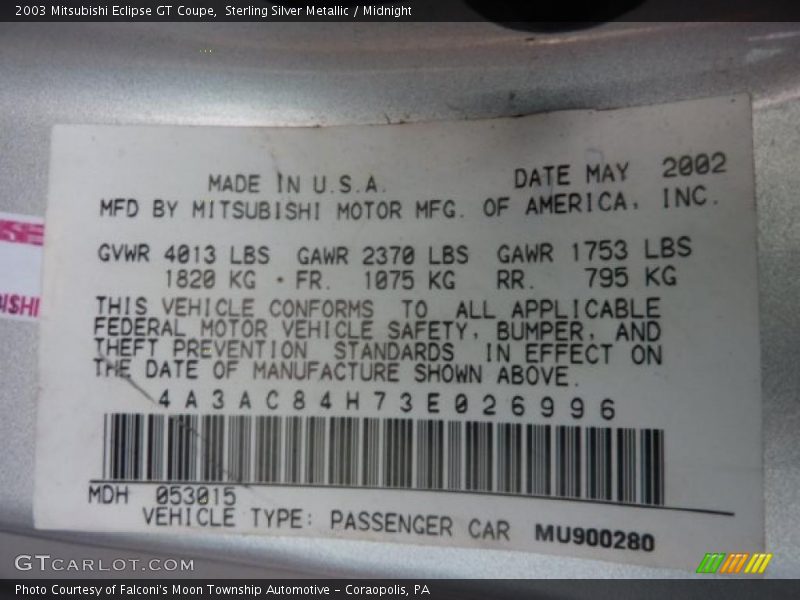 2003 Mitsubishi Eclipse GT Coupe,  Sterling Silver Metallic / Midnight
MADE IN U.S.A. DATE MAY 2002
MFD BY MITSUBISHI MOTOR MFG. OF AMERICA, INC.
GVWR 4013 LBS GAWR 2370 LBS GAWR 1753 LBS
1820 KG - FR. 1075 KG RR. 795 KG
THIS VEHICLE CONFORMS TO ALL APPLICABLE
FEDERAL MOTOR VEHICLE SAFETY, BUMPER, AND
THEFT PREVENTION STANDARDS IN EFFECT ON
THE DATE OF MANUFACTURE SHOWN ABOVE.
4A3AC84H73E026996
MDH 053015
VEHICLE TYPE: PASSENGER CAR MU900280
GTCARLOT.COM
Photo Courtesy of Falconi's Moon Township Automotive - Coraopolis, PA